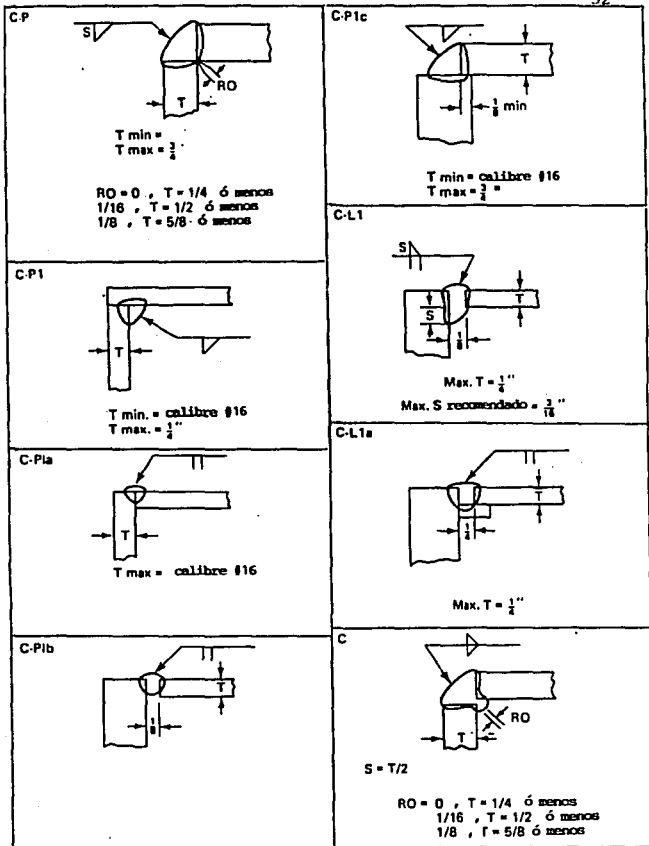 C-P
S
RO
T
T min =
T max = 3/4
RO = 0 , T = 1/4 ó menos
1/16 , T = 1/2 ó menos
1/8 , T = 5/8 ó menos
C-P1
T
T min. = calibre #16
T max. = 1/4"
C-Pla
T
T max = calibre #16
C-Plb
T
1/8
C-P1c
T
1/8 min
T min = calibre #16
T max = 3/4 "
C-L1
S
T
S
1/8
Max. T = 1/4"
Max. S recomendado = 3/16"
C-L1a
T
1/4
Max. T = 1/4"
C
RO
T
S = T/2
RO = 0 , T = 1/4 ó menos
1/16 , T = 1/2 ó menos
1/8 , T = 5/8 ó menos